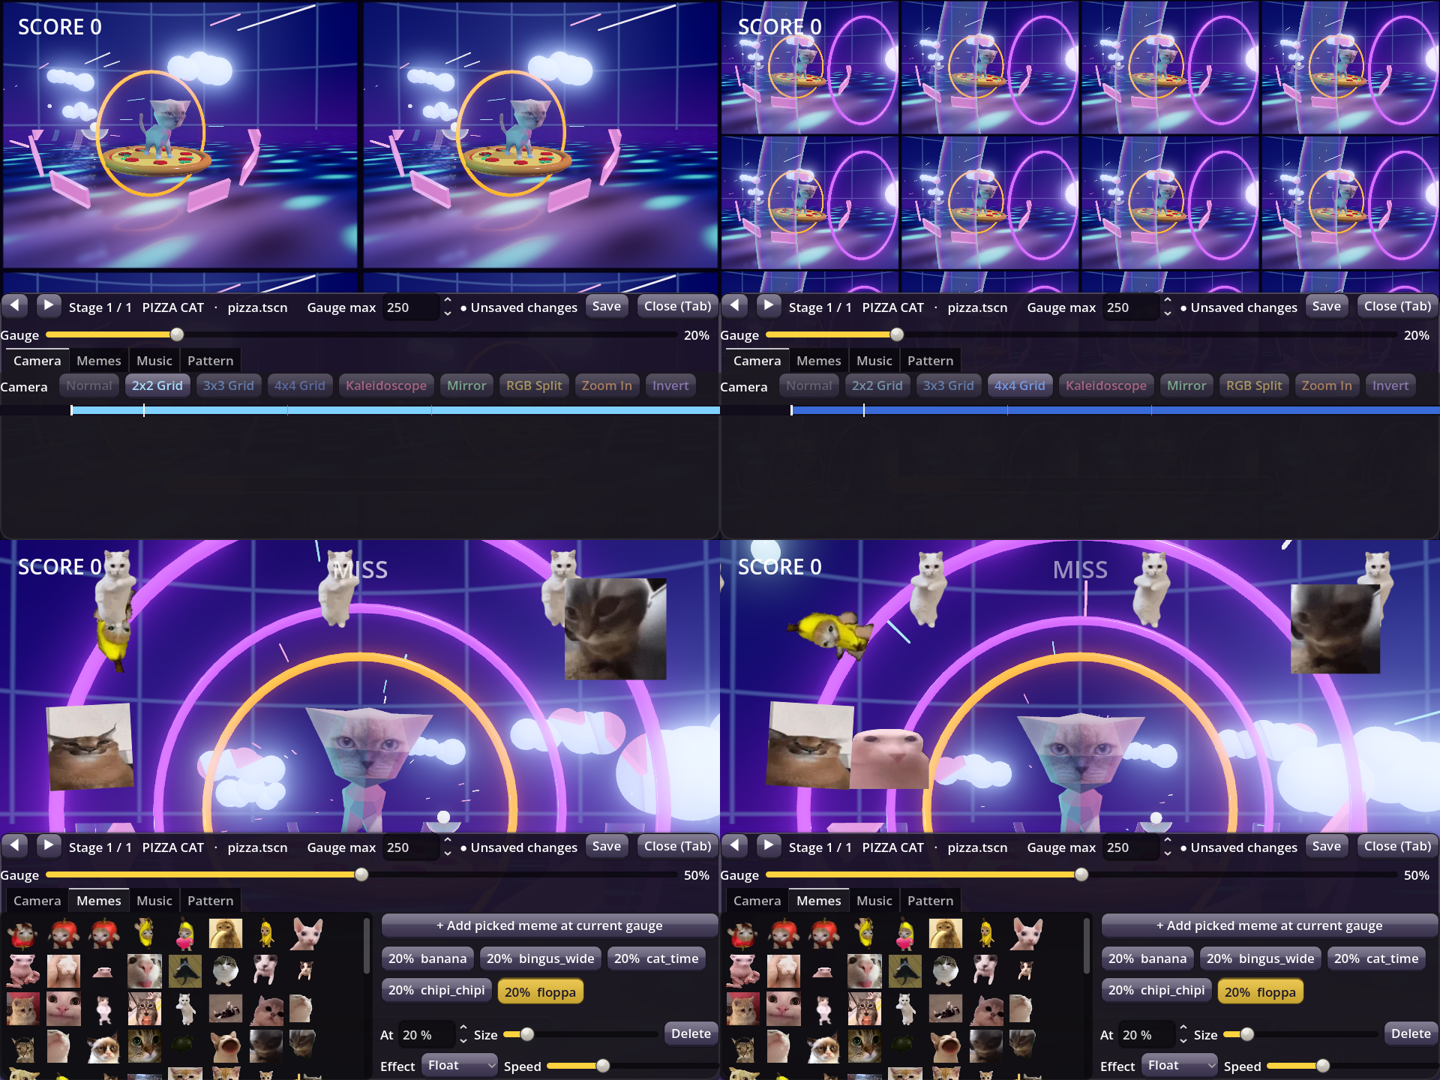 SCORE 0
Stage 1 / 1 PIZZA CAT · pizza.tscn Gauge max 250 ● Unsaved changes Save Close (Tab)
Gauge 20%
Camera Memes Music Pattern
Camera Normal 2x2 Grid 3x3 Grid 4x4 Grid Kaleidoscope Mirror RGB Split Zoom In Invert
SCORE 0
Stage 1 / 1 PIZZA CAT · pizza.tscn Gauge max 250 ● Unsaved changes Save Close (Tab)
Gauge 20%
Camera Memes Music Pattern
Camera Normal 2x2 Grid 3x3 Grid 4x4 Grid Kaleidoscope Mirror RGB Split Zoom In Invert
SCORE 0
MISS
Stage 1 / 1 PIZZA CAT · pizza.tscn Gauge max 250 ● Unsaved changes Save Close (Tab)
Gauge 50%
Camera Memes Music Pattern
+ Add picked meme at current gauge
20% banana 20% bingus_wide 20% cat_time
20% chipi_chipi 20% floppa
At 20 % Size Delete
Effect Float Speed
SCORE 0
MISS
Stage 1 / 1 PIZZA CAT · pizza.tscn Gauge max 250 ● Unsaved changes Save Close (Tab)
Gauge 50%
Camera Memes Music Pattern
+ Add picked meme at current gauge
20% banana 20% bingus_wide 20% cat_time
20% chipi_chipi 20% floppa
At 20 % Size Delete
Effect Float Speed